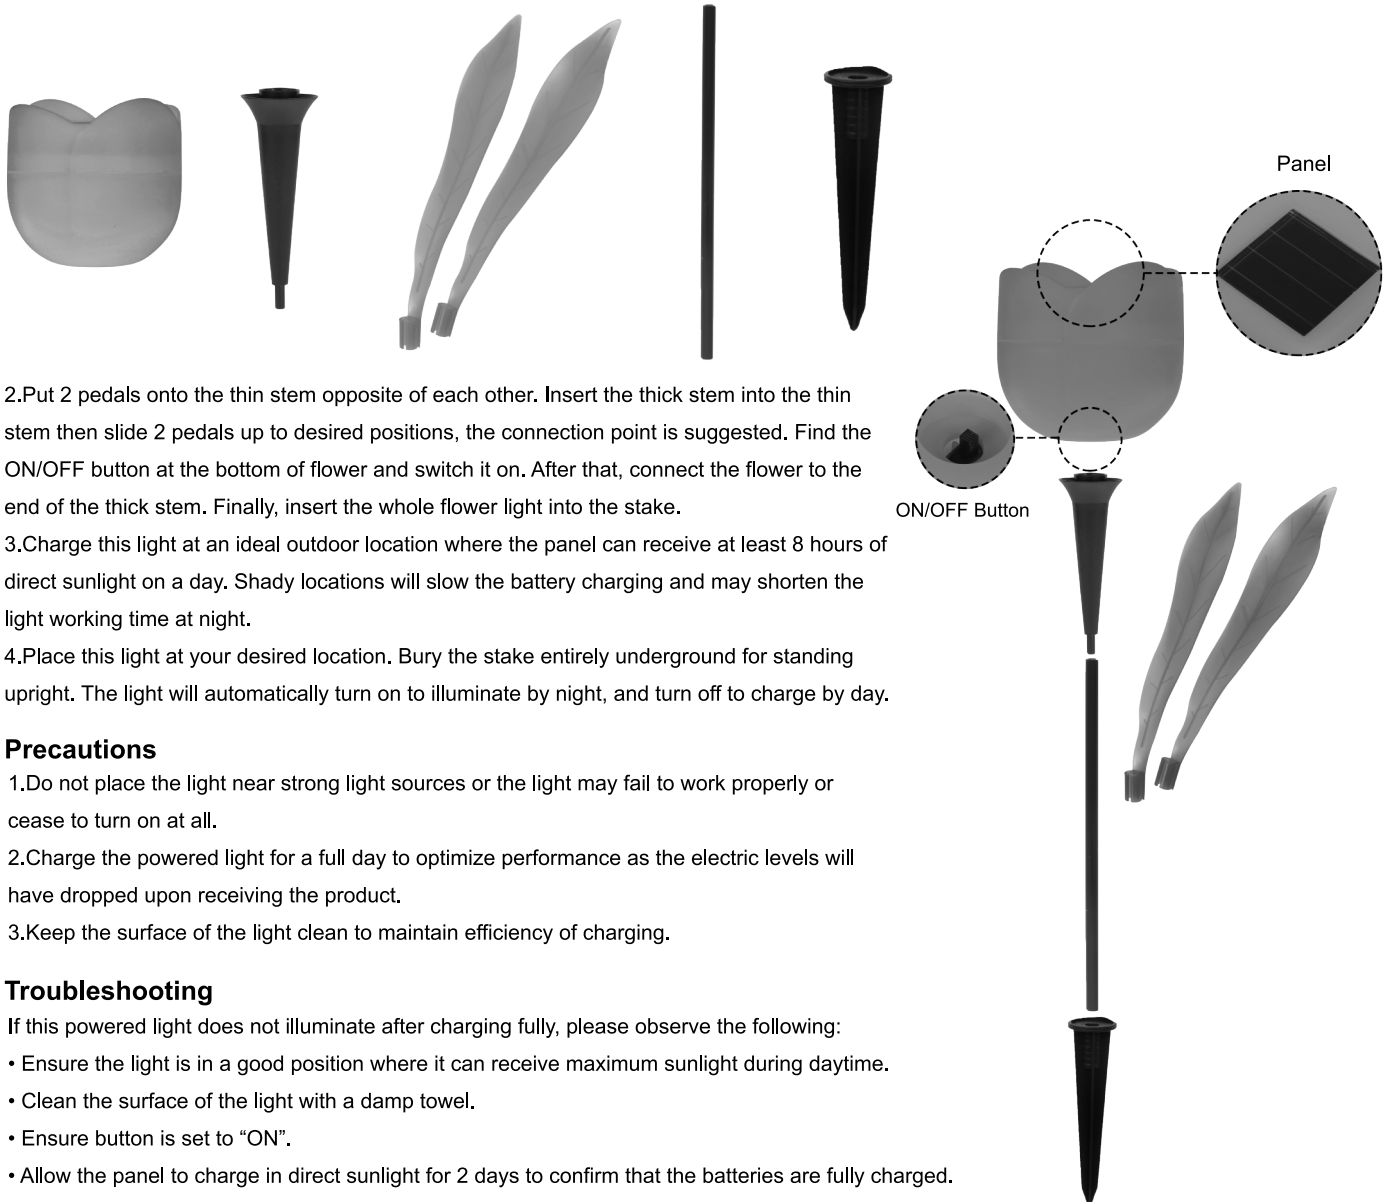 Panel
2.Put 2 pedals onto the thin stem opposite of each other. Insert the thick stem into the thin
stem then slide 2 pedals up to desired positions, the connection point is suggested. Find the
ON/OFF button at the bottom of flower and switch it on. After that, connect the flower to the
end of the thick stem. Finally, insert the whole flower light into the stake.
ON/OFF Button
3.Charge this light at an ideal outdoor location where the panel can receive at least 8 hours of
direct sunlight on a day. Shady locations will slow the battery charging and may shorten the
light working time at night.
4.Place this light at your desired location. Bury the stake entirely underground for standing
upright. The light will automatically turn on to illuminate by night, and turn off to charge by day.
Precautions
1.Do not place the light near strong light sources or the light may fail to work properly or
cease to turn on at all.
2.Charge the powered light for a full day to optimize performance as the electric levels will
have dropped upon receiving the product.
3.Keep the surface of the light clean to maintain efficiency of charging.
Troubleshooting
If this powered light does not illuminate after charging fully, please observe the following:
• Ensure the light is in a good position where it can receive maximum sunlight during daytime.
• Clean the surface of the light with a damp towel.
• Ensure button is set to “ON”.
• Allow the panel to charge in direct sunlight for 2 days to confirm that the batteries are fully charged.